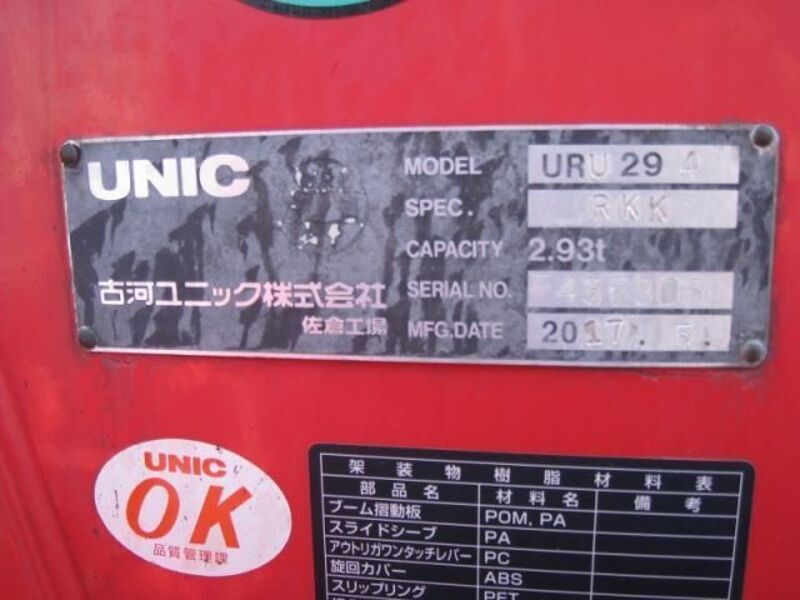 UNIC
MODEL URU294
SPEC. RKK
CAPACITY 2.93t
古河ユニック株式会社
佐倉工場
SERIAL NO.
MFG.DATE 2017. 5.
UNIC
OK
品質管理課
架装物樹脂材料表
部品名 材料名 備考
ブーム摺動板 POM, PA
スライドシーブ PA
アウトリガワンタッチレバー PC
旋回カバー ABS
スリップリング PET